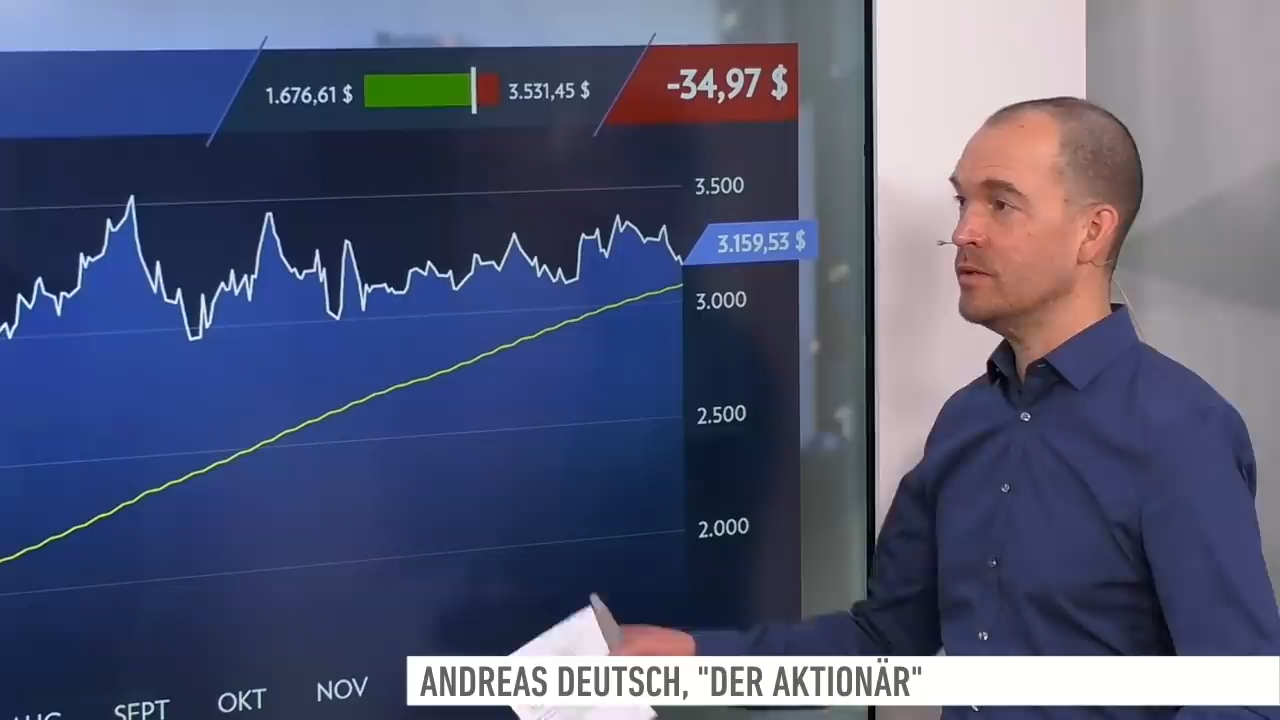 1.676,61 $
3.531,45 $
-34,97 $
3.500
3.159,53 $
3.000
2.500
2.000
SEPT
OKT
NOV
ANDREAS DEUTSCH, "DER AKTIONÄR"